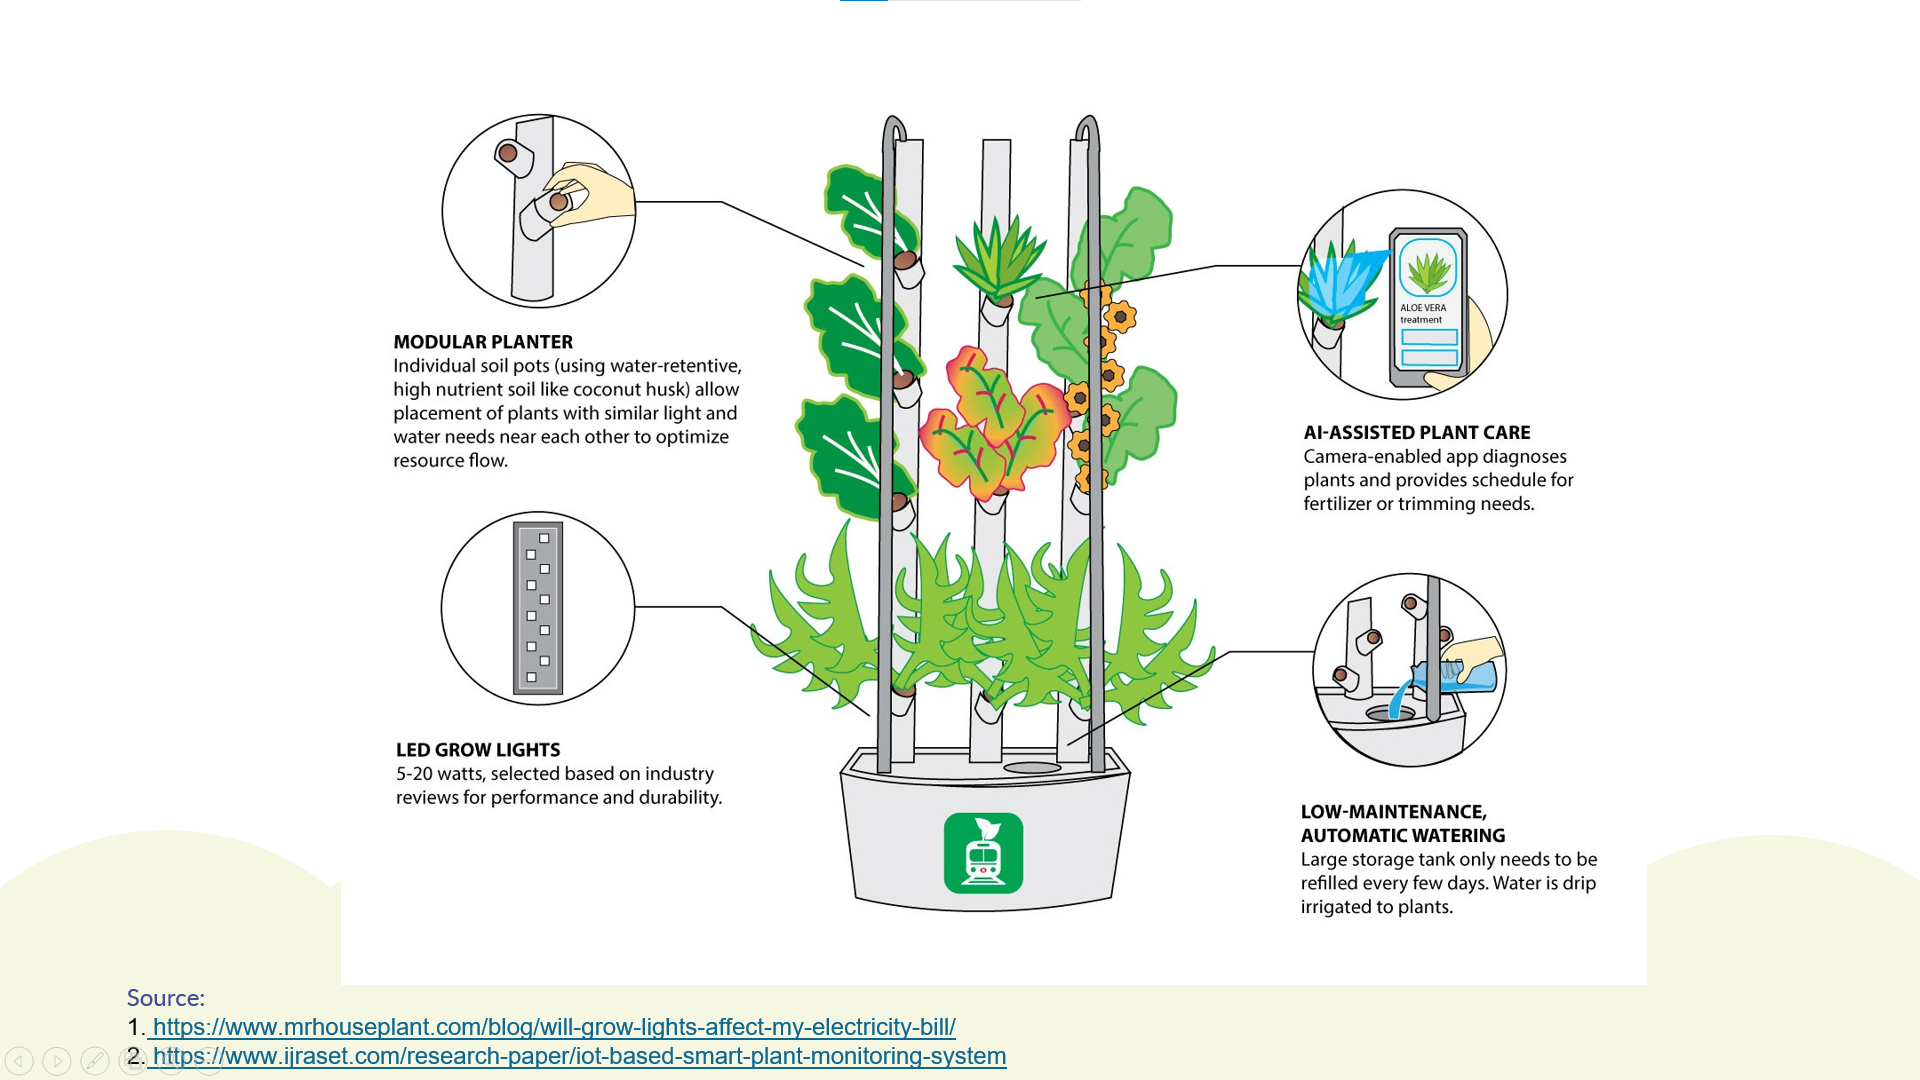 MODULAR PLANTER
Individual soil pots (using water-retentive,
high nutrient soil like coconut husk) allow
placement of plants with similar light and
water needs near each other to optimize
resource flow.
LED GROW LIGHTS
5-20 watts, selected based on industry
reviews for performance and durability.
ALOE VERA
treatment
AI-ASSISTED PLANT CARE
Camera-enabled app diagnoses
plants and provides schedule for
fertilizer or trimming needs.
LOW-MAINTENANCE,
AUTOMATIC WATERING
Large storage tank only needs to be
refilled every few days. Water is drip
irrigated to plants.
Source:
1. https://www.mrhouseplant.com/blog/will-grow-lights-affect-my-electricity-bill/
2. https://www.ijraset.com/research-paper/iot-based-smart-plant-monitoring-system